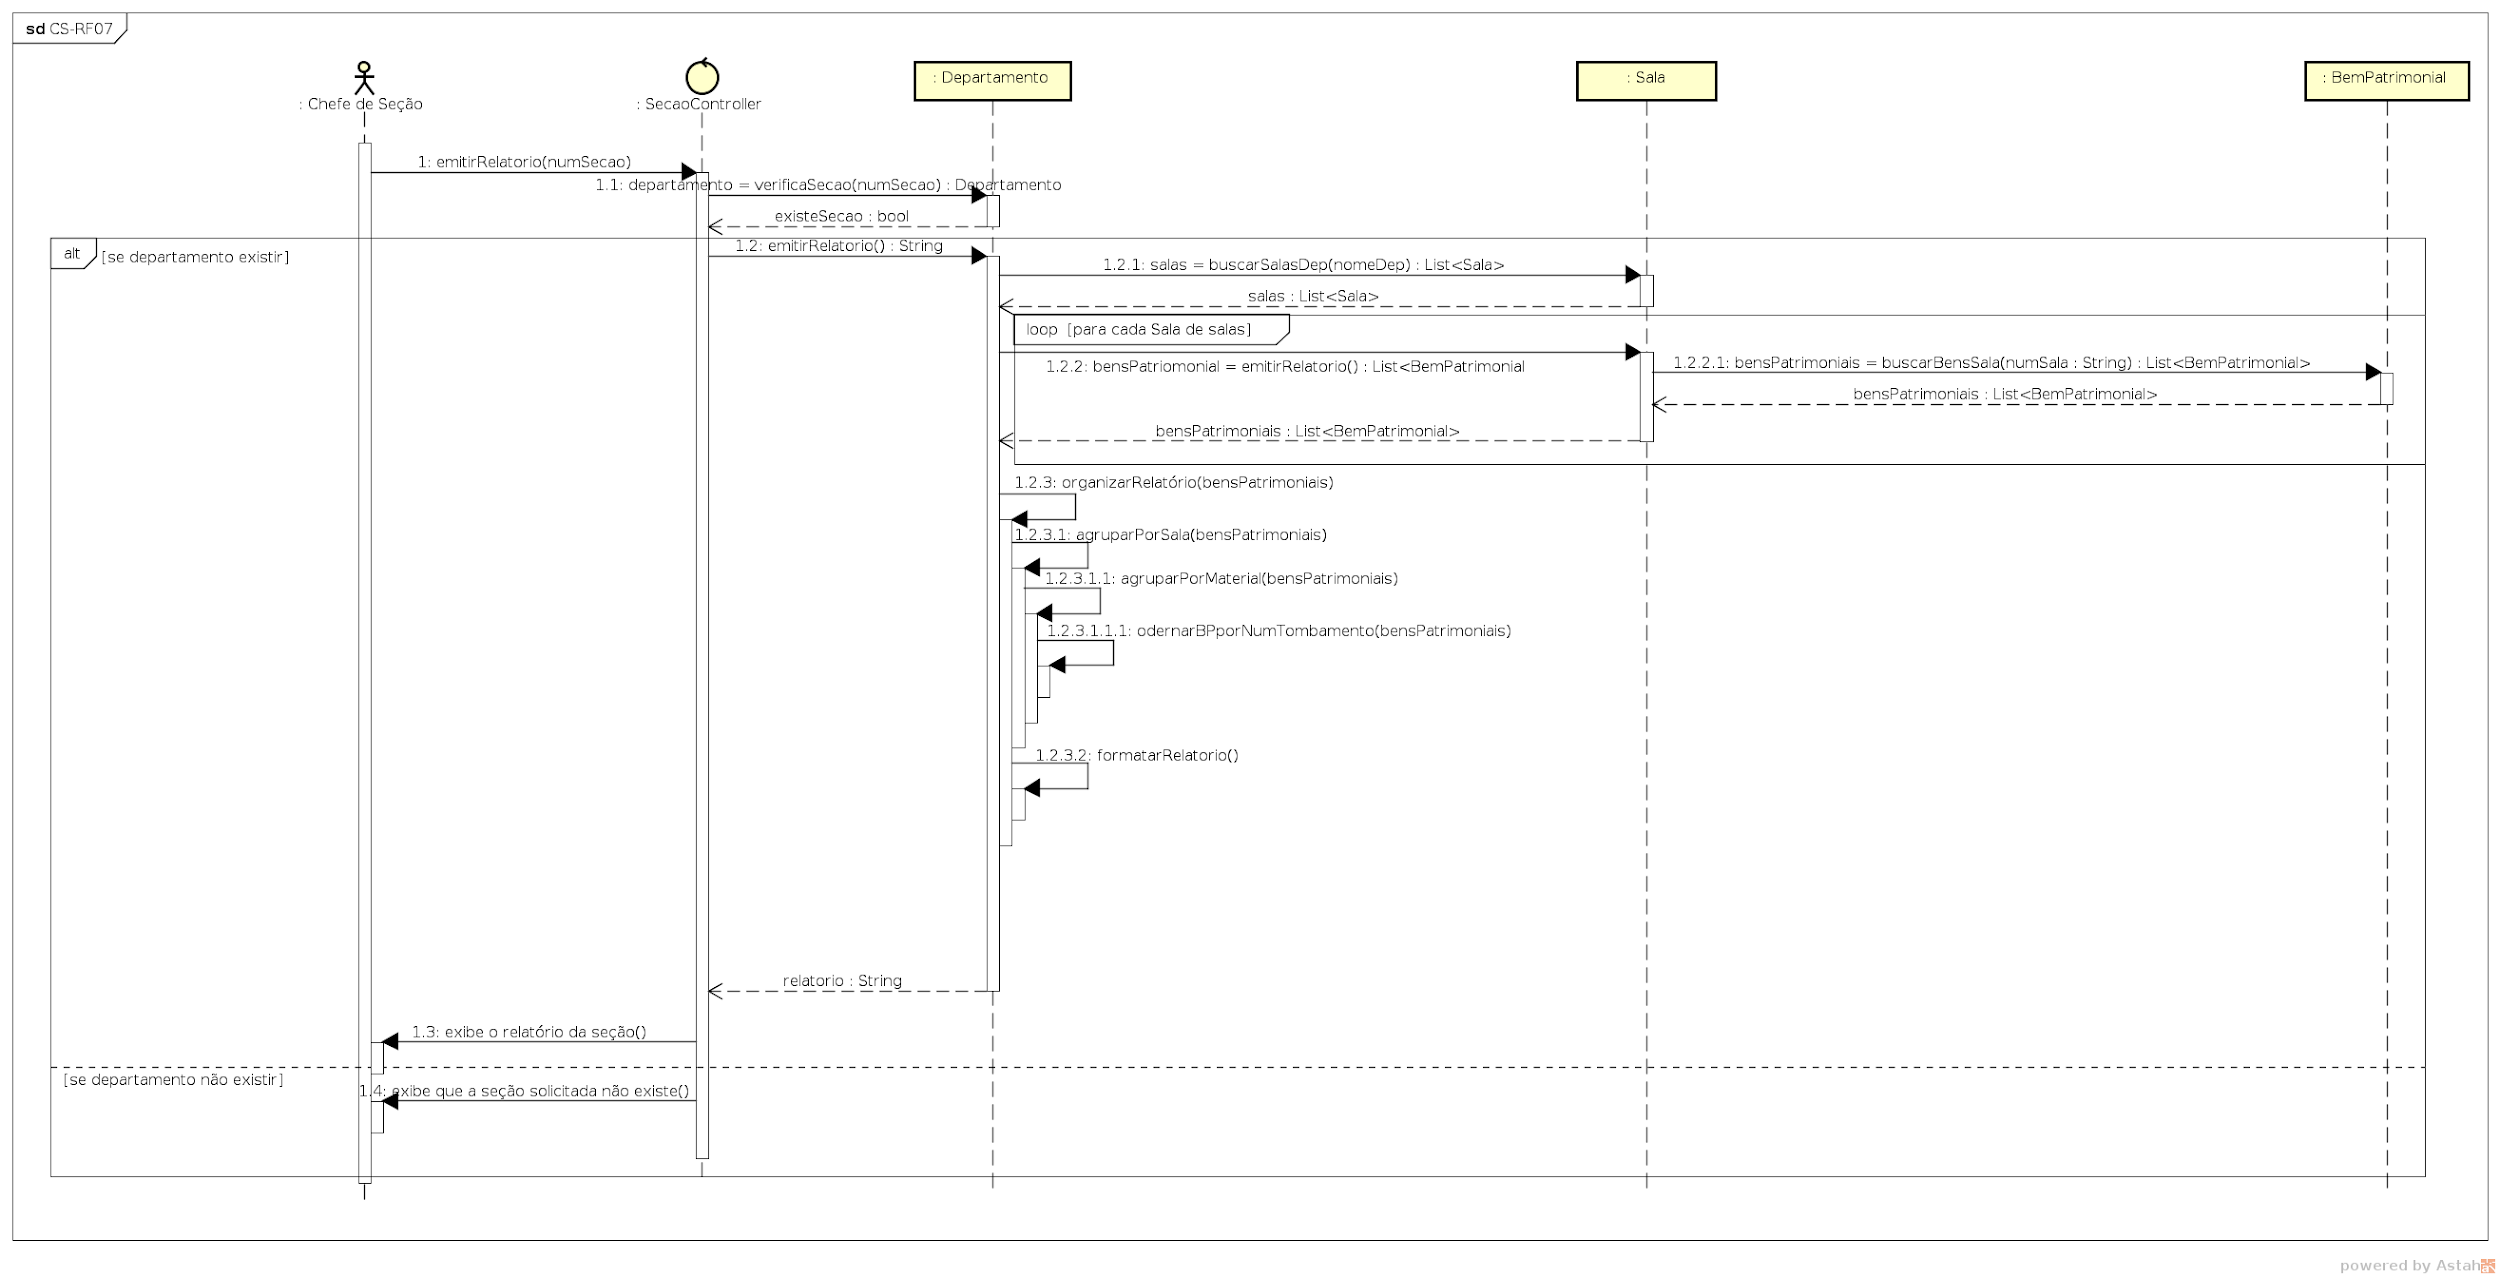 sd CS-RF07
: Chefe de Seção
: SecaoController
: Departamento
: Sala
: BemPatrimonial
1: emitirRelatorio(numSecao)
1.1: departamento = verificaSecao(numSecao) : Departamento
existeSecao : bool
alt
[se departamento existir]
1.2: emitirRelatorio() : String
1.2.1: salas = buscarSalasDep(nomeDep) : List<Sala>
salas : List<Sala>
loop [para cada Sala de salas]
1.2.2: bensPatriomonial = emitirRelatorio() : List<BemPatrimonial
1.2.2.1: bensPatrimoniais = buscarBensSala(numSala : String) : List<BemPatrimonial>
bensPatrimoniais : List<BemPatrimonial>
bensPatrimoniais : List<BemPatrimonial>
1.2.3: organizarRelatório(bensPatrimoniais)
1.2.3.1: agruparPorSala(bensPatrimoniais)
1.2.3.1.1: agruparPorMaterial(bensPatrimoniais)
1.2.3.1.1.1: odernarBPporNumTombamento(bensPatrimoniais)
1.2.3.2: formatarRelatorio()
relatorio : String
1.3: exibe o relatório da seção()
[se departamento não existir]
1.4: exibe que a seção solicitada não existe()
powered by Astah